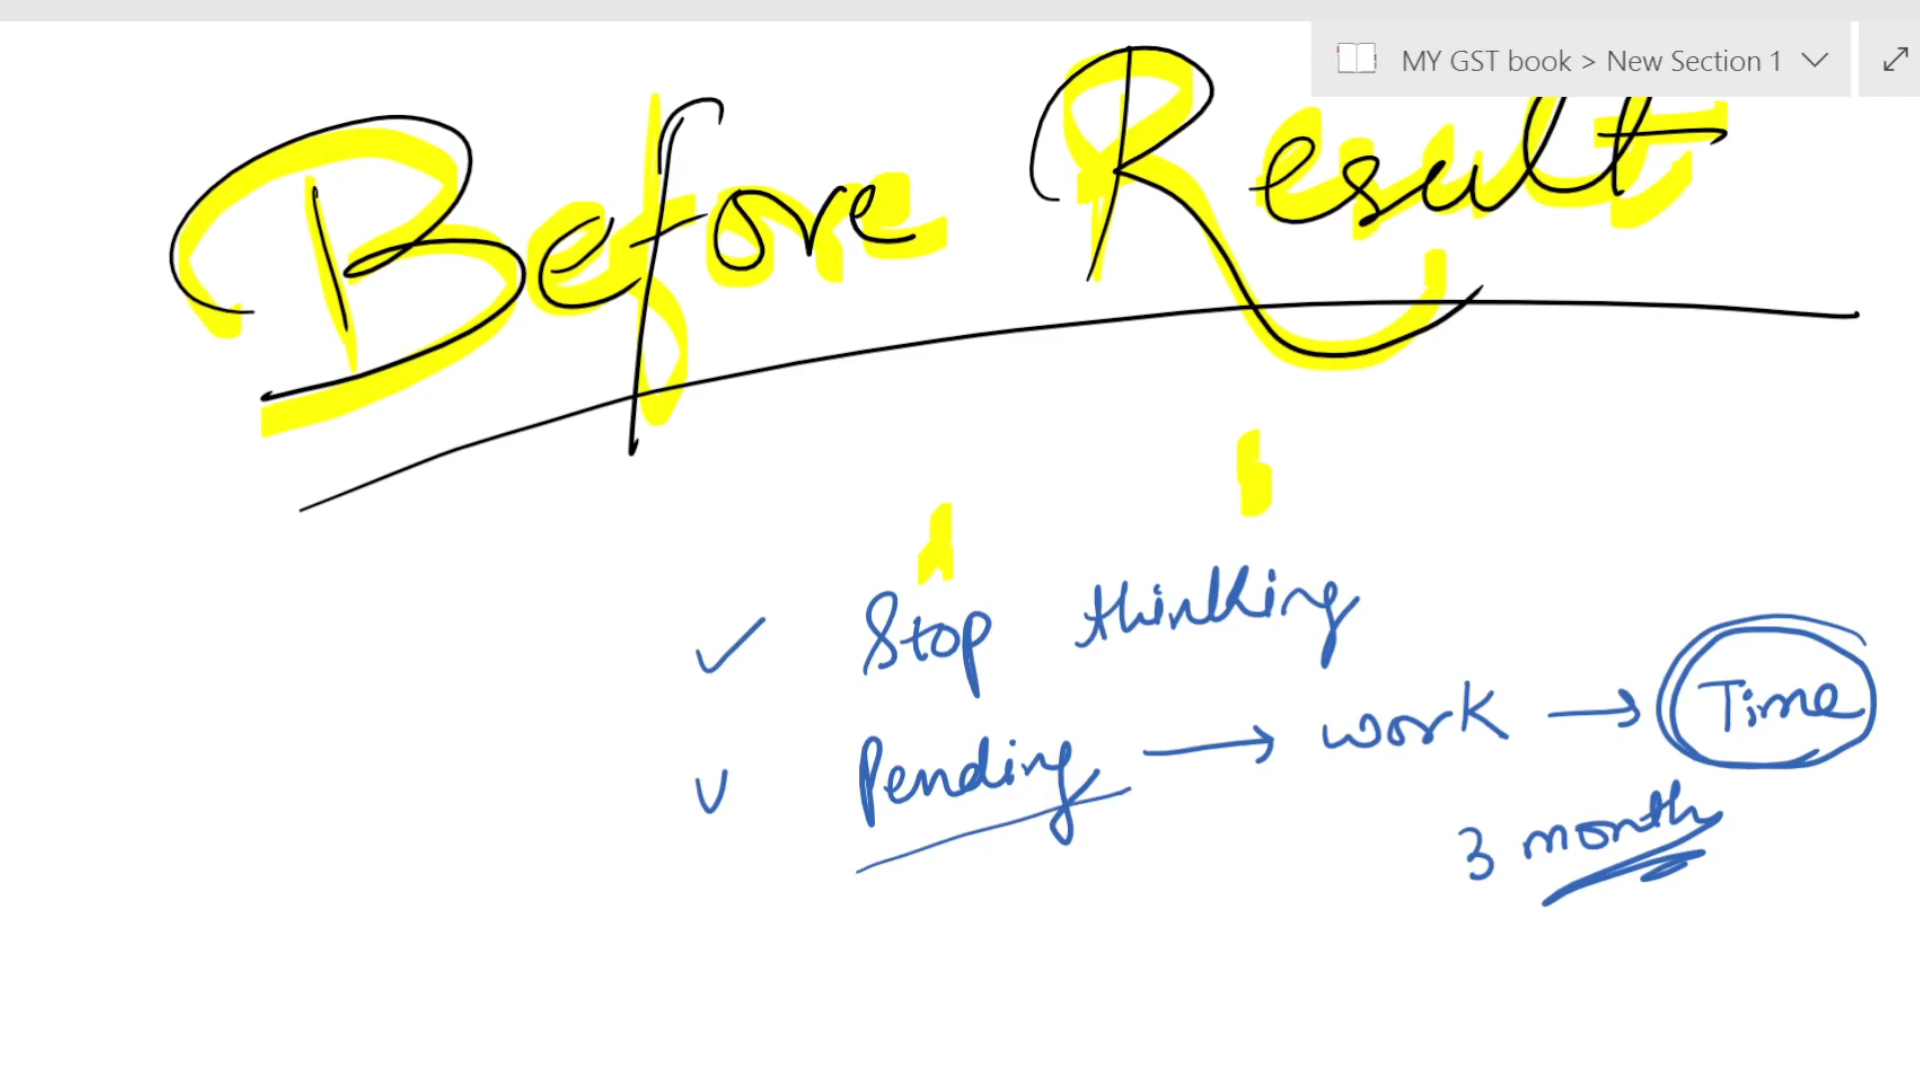 MY GST book > New Section 1
Before Result
Stop thinking
Pending → work → Time
3 month